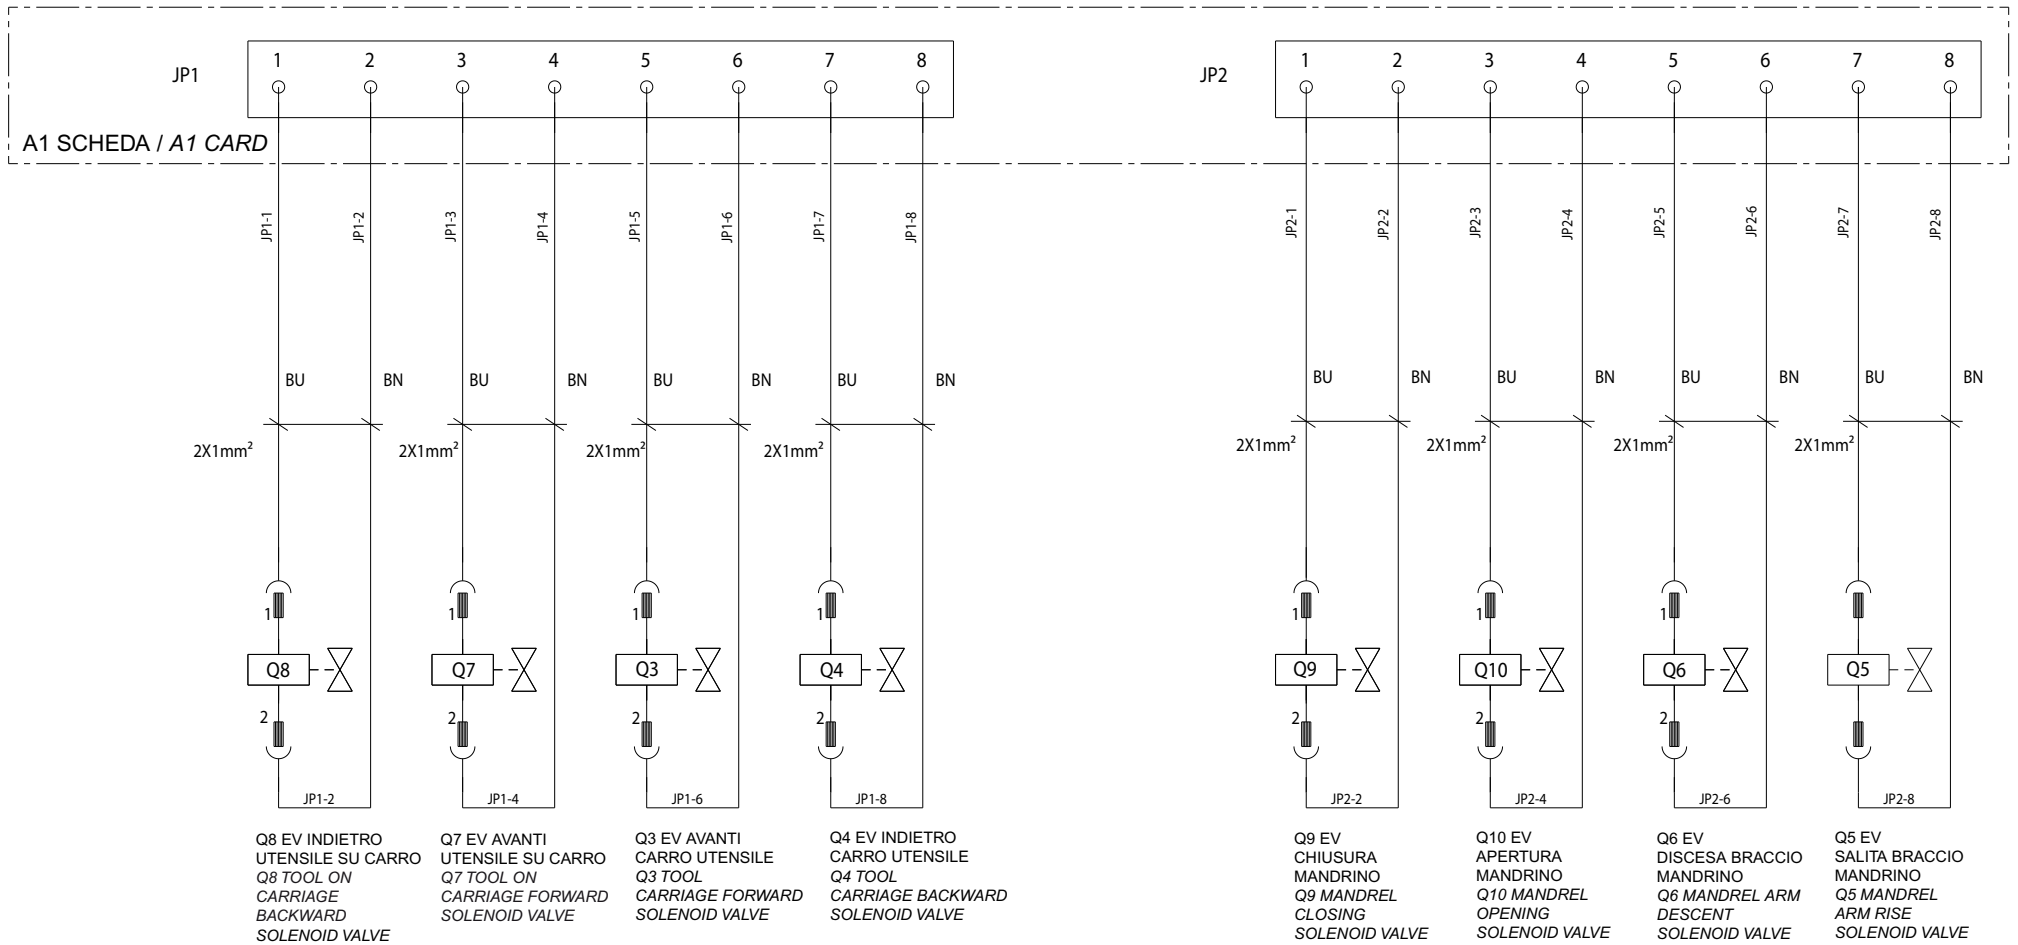 1 2 3 4 5 6 7 8
JP1
1 2 3 4 5 6 7 8
JP2
A1 SCHEDA / A1 CARD
JP1-1
JP1-2
JP1-3
JP1-4
JP1-5
JP1-6
JP1-7
JP1-8
JP2-1
JP2-2
JP2-3
JP2-4
JP2-5
JP2-6
JP2-7
JP2-8
BU BN BU BN BU BN BU BN
BU BN BU BN BU BN BU BN
2X1mm² 2X1mm² 2X1mm² 2X1mm²
2X1mm² 2X1mm² 2X1mm² 2X1mm²
1 1 1 1 1 1 1
Q8 Q7 Q3 Q4 Q9 Q10 Q6 Q5
2 2 2 2 2 2 2
JP1-2 JP1-4 JP1-6 JP1-8 JP2-2 JP2-4 JP2-6 JP2-8
Q8 EV INDIETRO
UTENSILE SU CARRO
Q8 TOOL ON
CARRIAGE
BACKWARD
SOLENOID VALVE
Q7 EV AVANTI
UTENSILE SU CARRO
Q7 TOOL ON
CARRIAGE FORWARD
SOLENOID VALVE
Q3 EV AVANTI
CARRO UTENSILE
Q3 TOOL
CARRIAGE FORWARD
SOLENOID VALVE
Q4 EV INDIETRO
CARRO UTENSILE
Q4 TOOL
CARRIAGE BACKWARD
SOLENOID VALVE
Q9 EV
CHIUSURA
MANDRINO
Q9 MANDREL
CLOSING
SOLENOID VALVE
Q10 EV
APERTURA
MANDRINO
Q10 MANDREL
OPENING
SOLENOID VALVE
Q6 EV
DISCESA BRACCIO
MANDRINO
Q6 MANDREL ARM
DESCENT
SOLENOID VALVE
Q5 EV
SALITA BRACCIO
MANDRINO
Q5 MANDREL
ARM RISE
SOLENOID VALVE